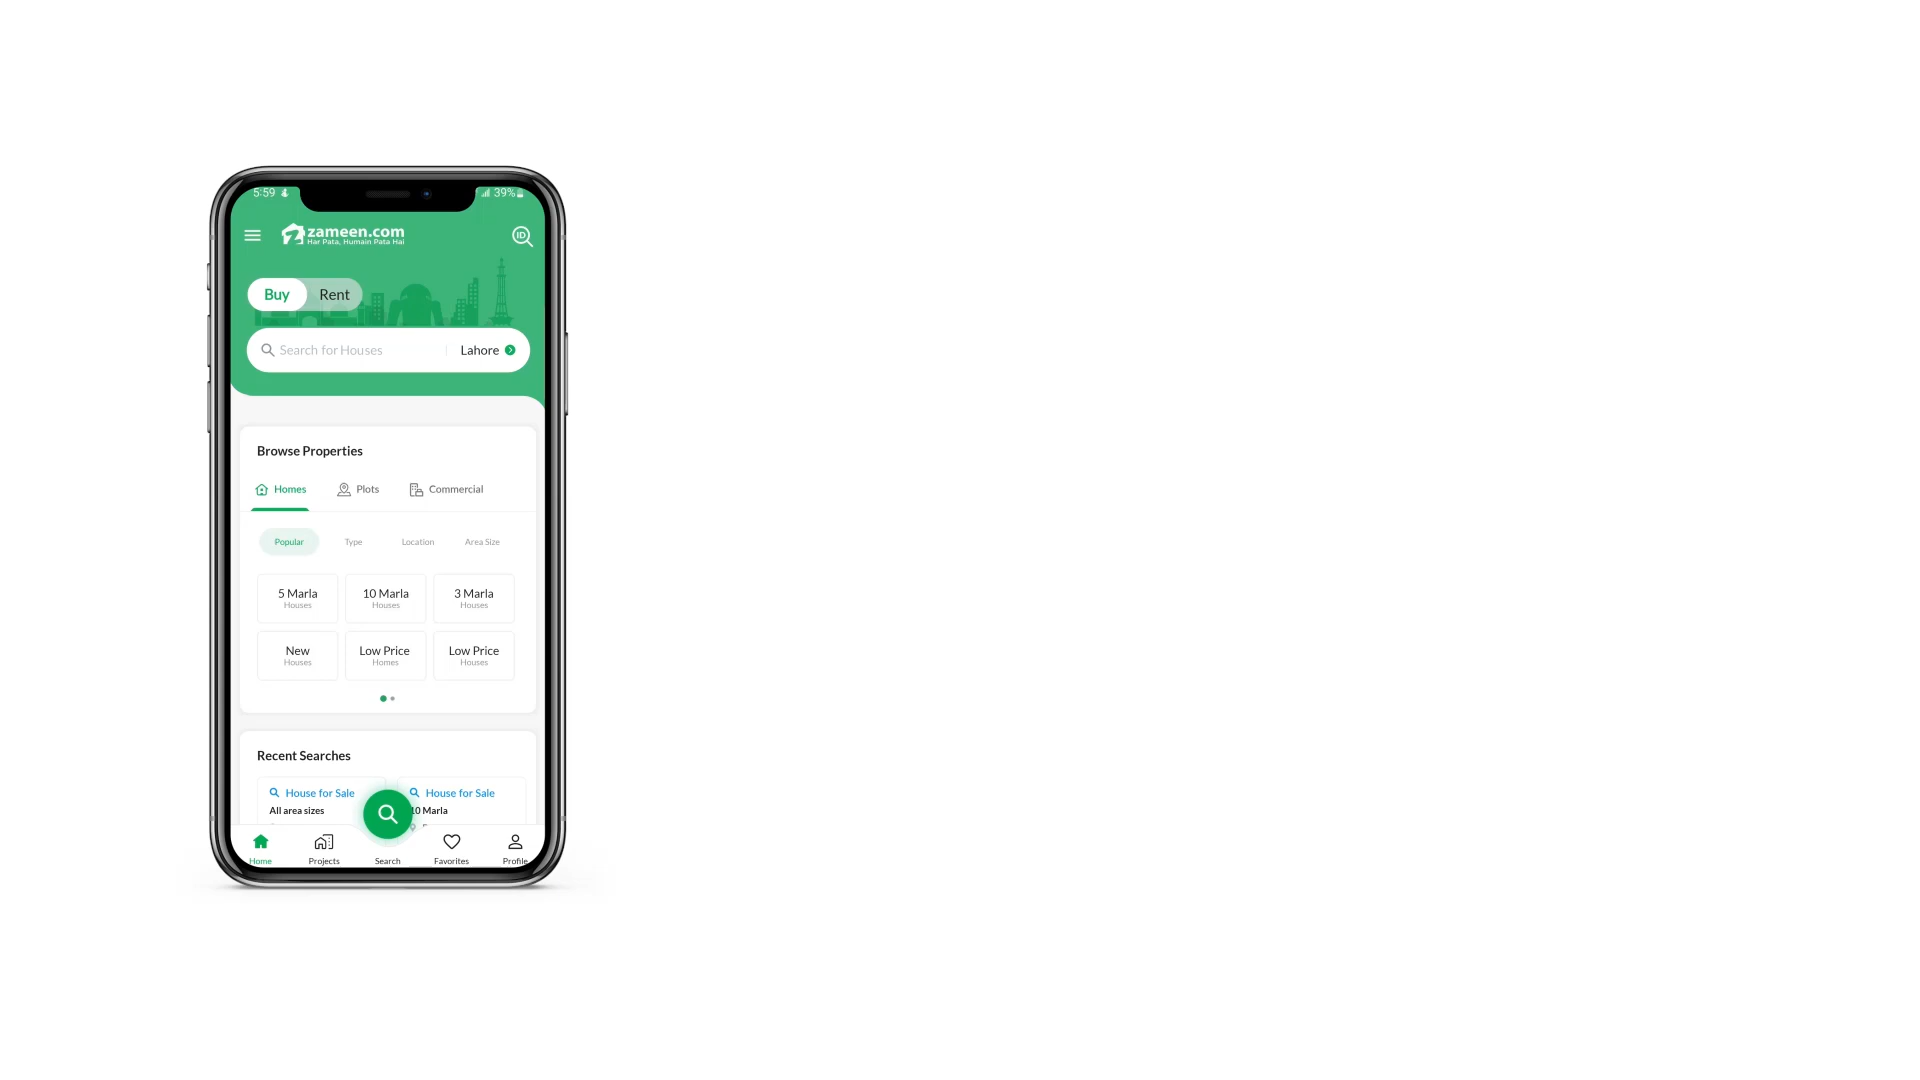 5:59
39%
zameen.com
Har Pata, Humain Pata Hai
ID
Buy Rent
Search for Houses Lahore
Browse Properties
Homes Plots Commercial
Popular Type Location Area Size
5 Marla 10 Marla 3 Marla
Houses Houses Houses
New Low Price Low Price
Houses Homes Houses
Recent Searches
House for Sale House for Sale
All area sizes 10 Marla
Home Projects Search Favorites Profile